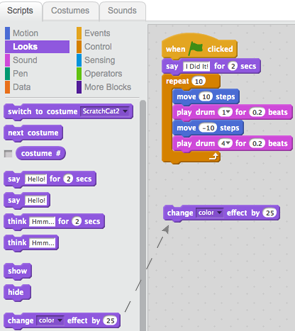 Scripts Costumes Sounds
Motion Events
Looks Control
Sound Sensing
Pen Operators
Data More Blocks
switch to costume ScratchCat2
next costume
costume #
say Hello! for 2 secs
say Hello!
think Hmm... for 2 secs
think Hmm...
show
hide
change color effect by 25
when clicked
say I Did It! for 2 secs
repeat 10
move 10 steps
play drum 1 for 0.2 beats
move -10 steps
play drum 4 for 0.2 beats
change color effect by 25